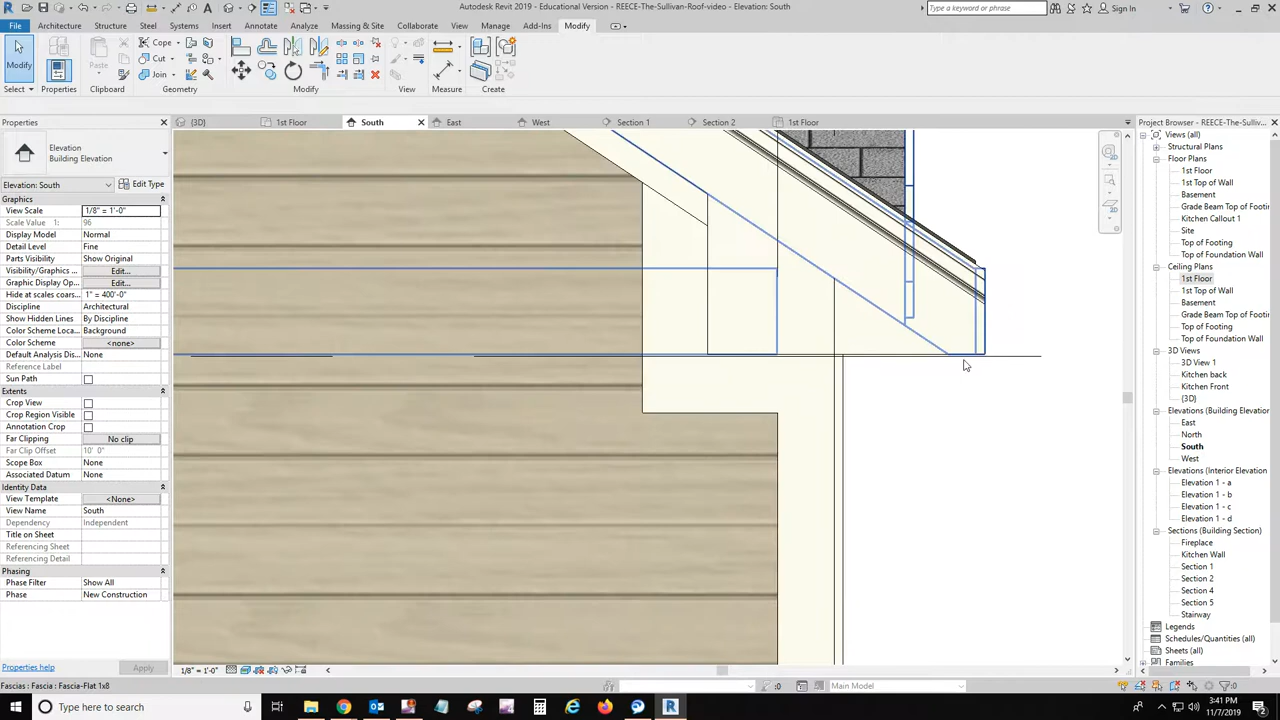 Autodesk Revit 2019 - Educational Version - REECE-The-Sullivan-Roof-video - Elevation: South
Type a keyword or phrase
Sign In
File Architecture Structure Steel Systems Insert Annotate Analyze Massing & Site Collaborate View Manage Add-Ins Modify
Modify
Properties
Paste
Cope
Cut
Join
Select Properties Clipboard Geometry Modify View Measure Create
Properties
{3D} 1st Floor South East West Section 1 Section 2 1st Floor
Project Browser - REECE-The-Sulliv...
Elevation
Building Elevation
Elevation: South Edit Type
Graphics
View Scale 1/8" = 1'-0"
Scale Value 1: 96
Display Model Normal
Detail Level Fine
Parts Visibility Show Original
Visibility/Graphics ... Edit...
Graphic Display Op... Edit...
Hide at scales coars... 1" = 400'-0"
Discipline Architectural
Show Hidden Lines By Discipline
Color Scheme Loca... Background
Color Scheme <none>
Default Analysis Dis... None
Reference Label
Sun Path
Extents
Crop View
Crop Region Visible
Annotation Crop
Far Clipping No clip
Far Clip Offset 10' 0"
Scope Box None
Associated Datum None
Identity Data
View Template <None>
View Name South
Dependency Independent
Title on Sheet
Referencing Sheet
Referencing Detail
Phasing
Phase Filter Show All
Phase New Construction
Properties help Apply
Views (all)
Structural Plans
Floor Plans
1st Floor
1st Top of Wall
Basement
Grade Beam Top of Footing
Kitchen Callout 1
Site
Top of Footing
Top of Foundation Wall
Ceiling Plans
1st Floor
1st Top of Wall
Basement
Grade Beam Top of Footing
Top of Footing
Top of Foundation Wall
3D Views
3D View 1
Kitchen back
Kitchen Front
{3D}
Elevations (Building Elevation
East
North
South
West
Elevations (Interior Elevation
Elevation 1 - a
Elevation 1 - b
Elevation 1 - c
Elevation 1 - d
Sections (Building Section)
Fireplace
Kitchen Wall
Section 1
Section 2
Section 4
Section 5
Stairway
Legends
Schedules/Quantities (all)
Sheets (all)
Families
1/8" = 1'-0"
Fascias : Fascia : Fascia-Flat 1x8
:0
Main Model
:0
Type here to search
3:41 PM
11/7/2019